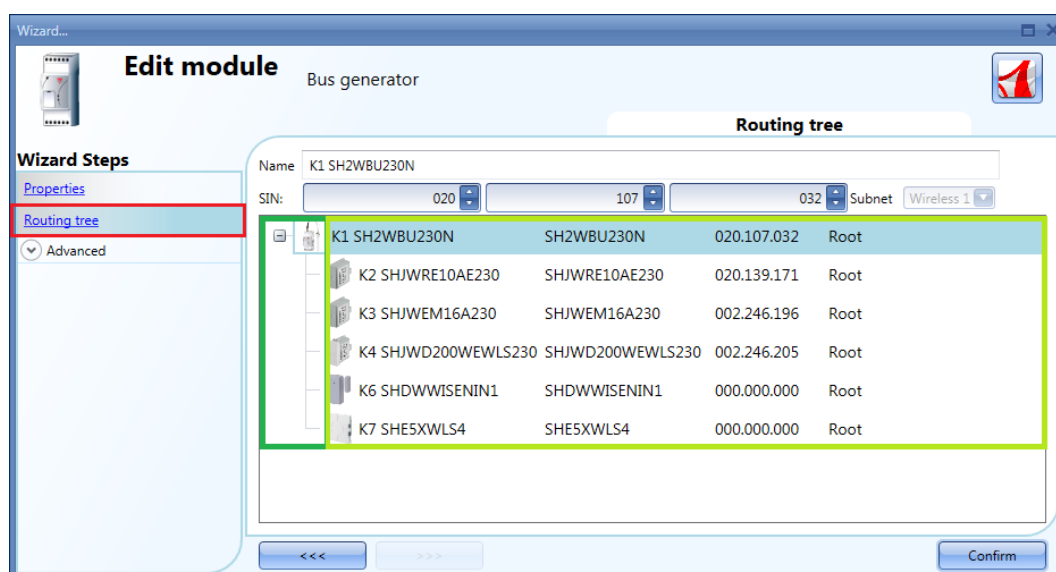 Wizard...
Edit module
Bus generator
Routing tree
Wizard Steps
Properties
Routing tree
Advanced
Name K1 SH2WBU230N
SIN: 020 107 032 Subnet Wireless 1
K1 SH2WBU230N SH2WBU230N 020.107.032 Root
K2 SHJWRE10AE230 SHJWRE10AE230 020.139.171 Root
K3 SHJWEM16A230 SHJWEM16A230 002.246.196 Root
K4 SHJWD200WEWLS230 SHJWD200WEWLS230 002.246.205 Root
K6 SHDWWISENIN1 SHDWWISENIN1 000.000.000 Root
K7 SHE5XWLS4 SHE5XWLS4 000.000.000 Root
<<< >>> Confirm